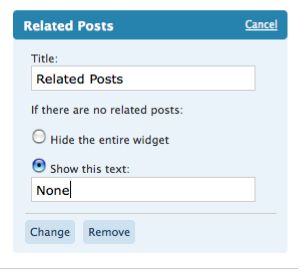 Related Posts Cancel
Title:
Related Posts
If there are no related posts:
Hide the entire widget
Show this text:
None
Change Remove